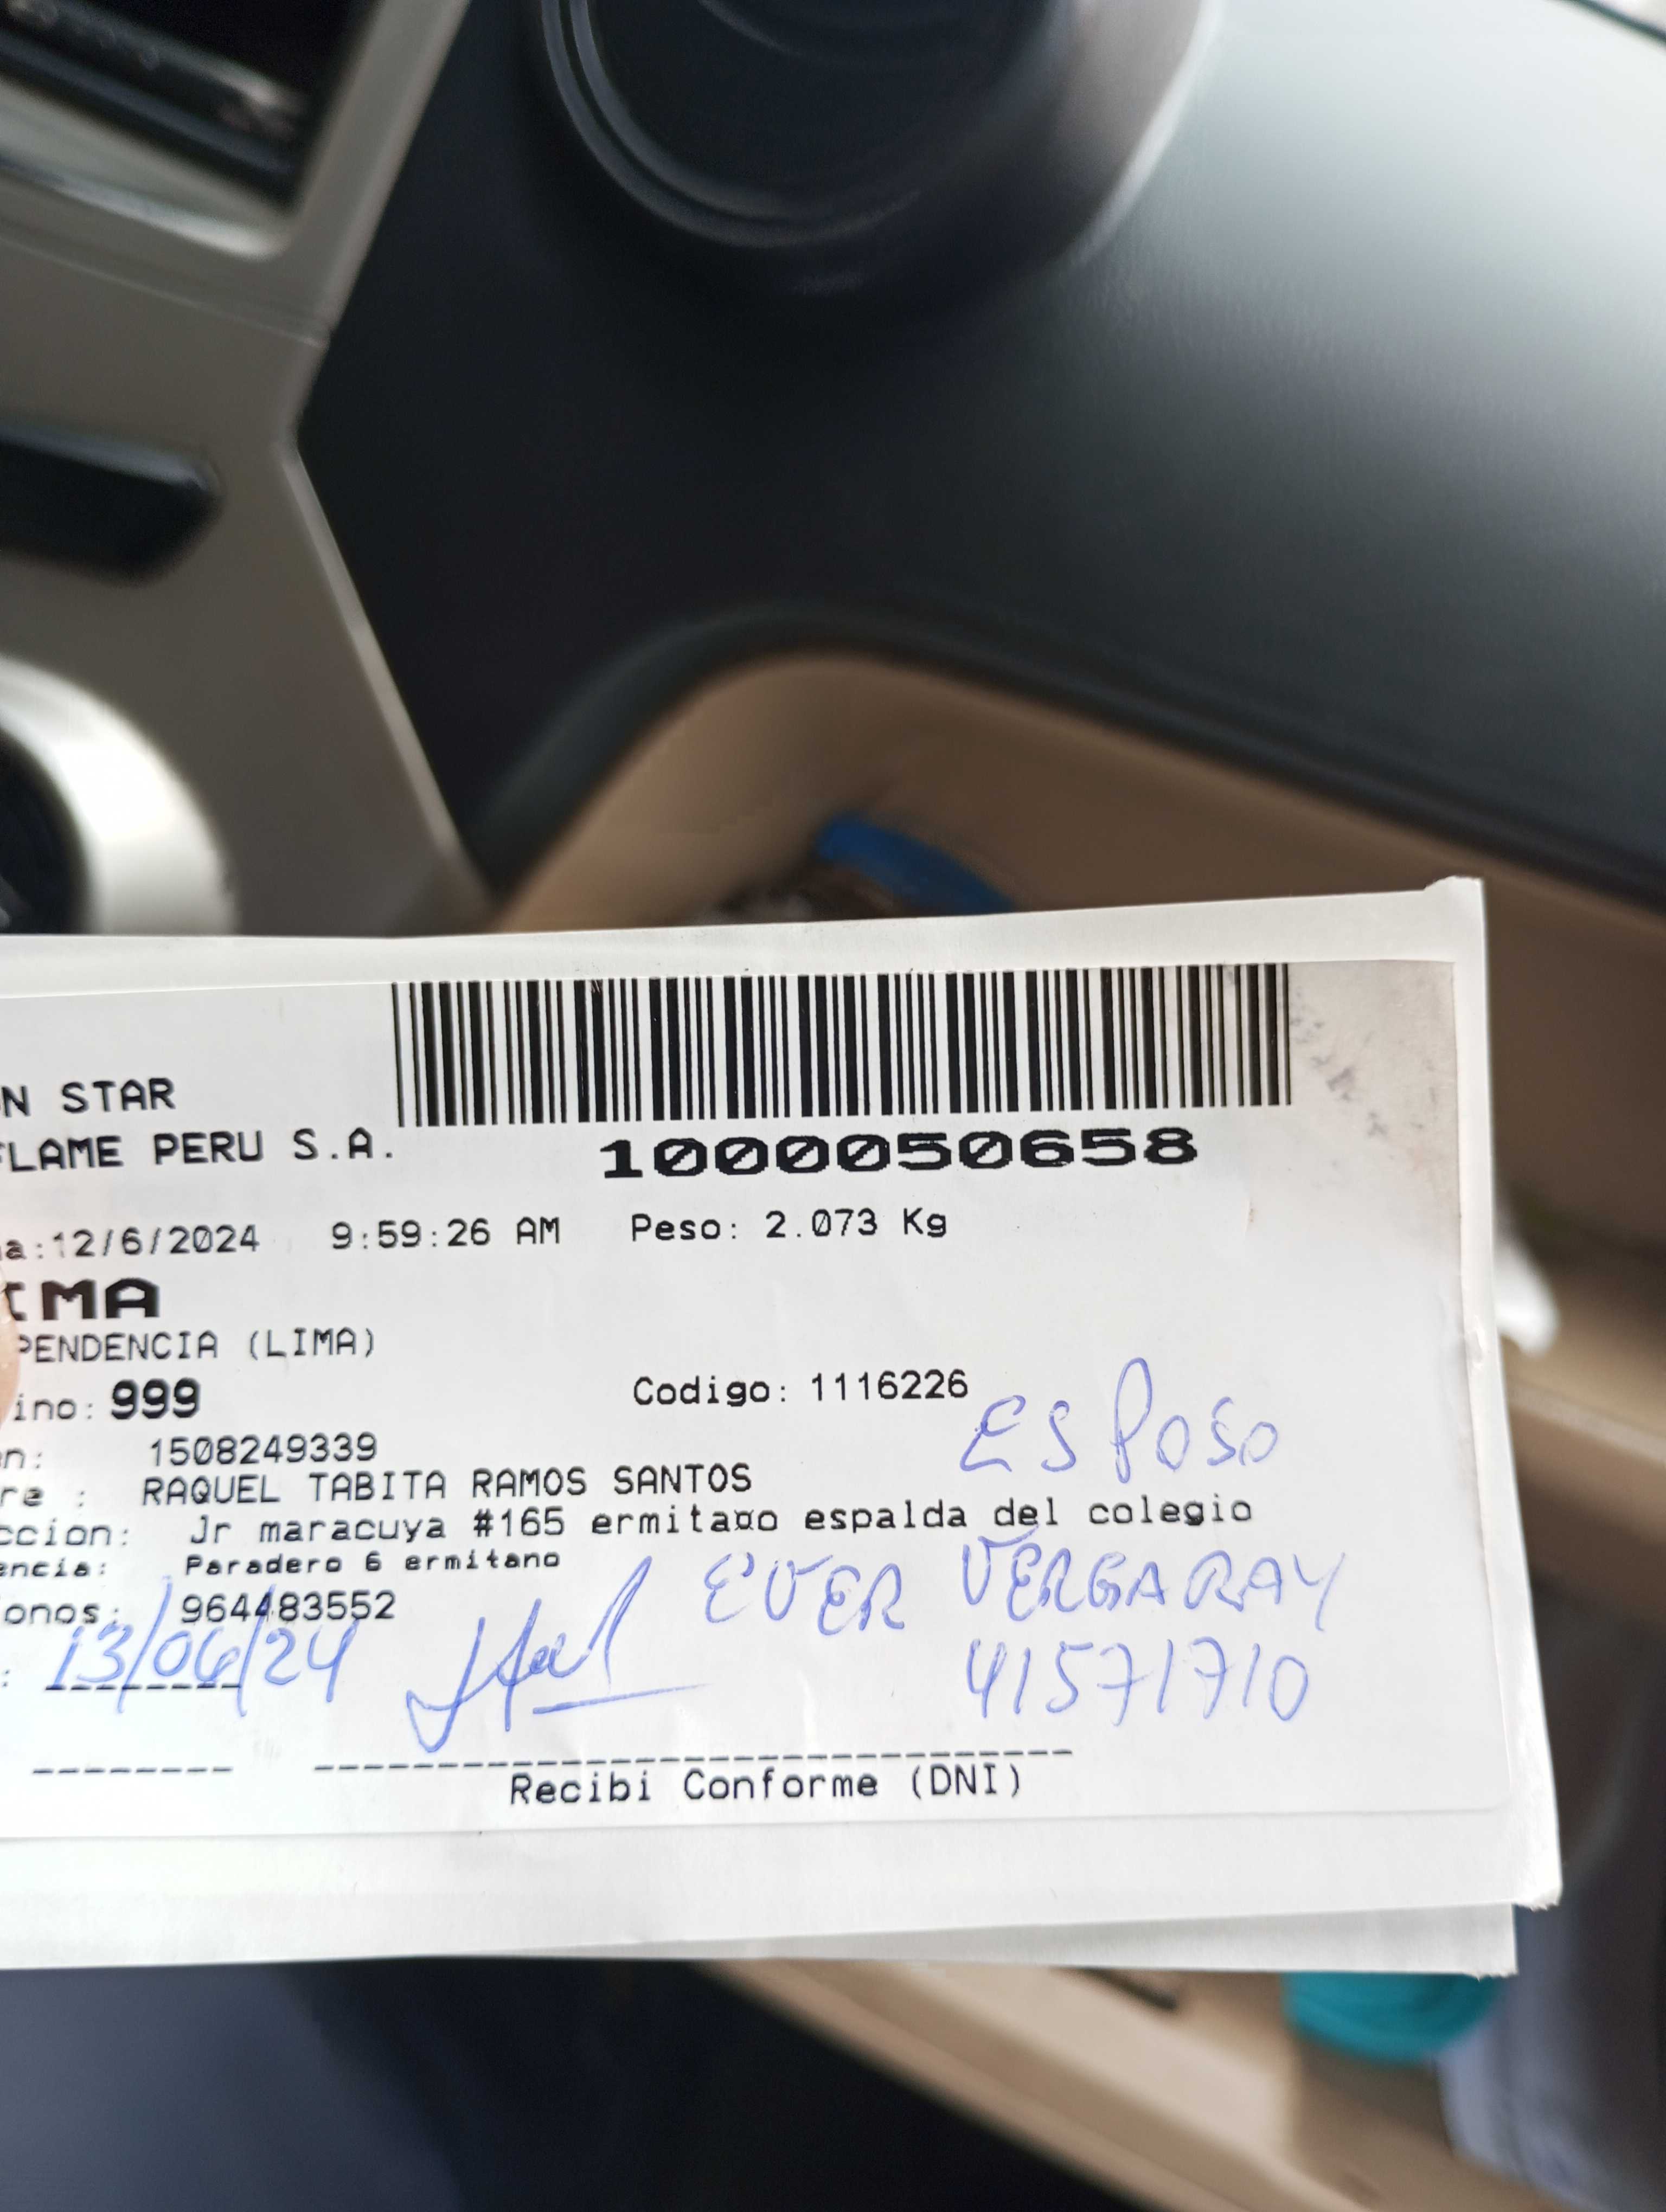 N STAR
FLAME PERU S.A.
1000050658
a:12/6/2024 9:59:26 AM Peso: 2.073 Kg
IMA
PENDENCIA (LIMA)
ino: 999 Codigo: 1116226
ESPOSO
n: 1508249339
re : RAQUEL TABITA RAMOS SANTOS
ccion: Jr maracuya #165 ermita¤o espalda del colegio
encia: Paradero 6 ermitano
EVER VERGARAY
onos: 964483552
: 13/06/24
41571710
Recibi Conforme (DNI)